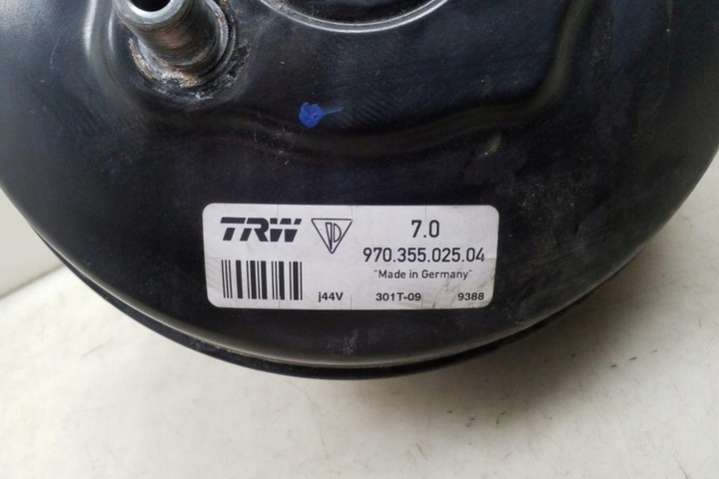 TRW 7.0
970.355.025.04
"Made in Germany"
j44V 301T-09 9388